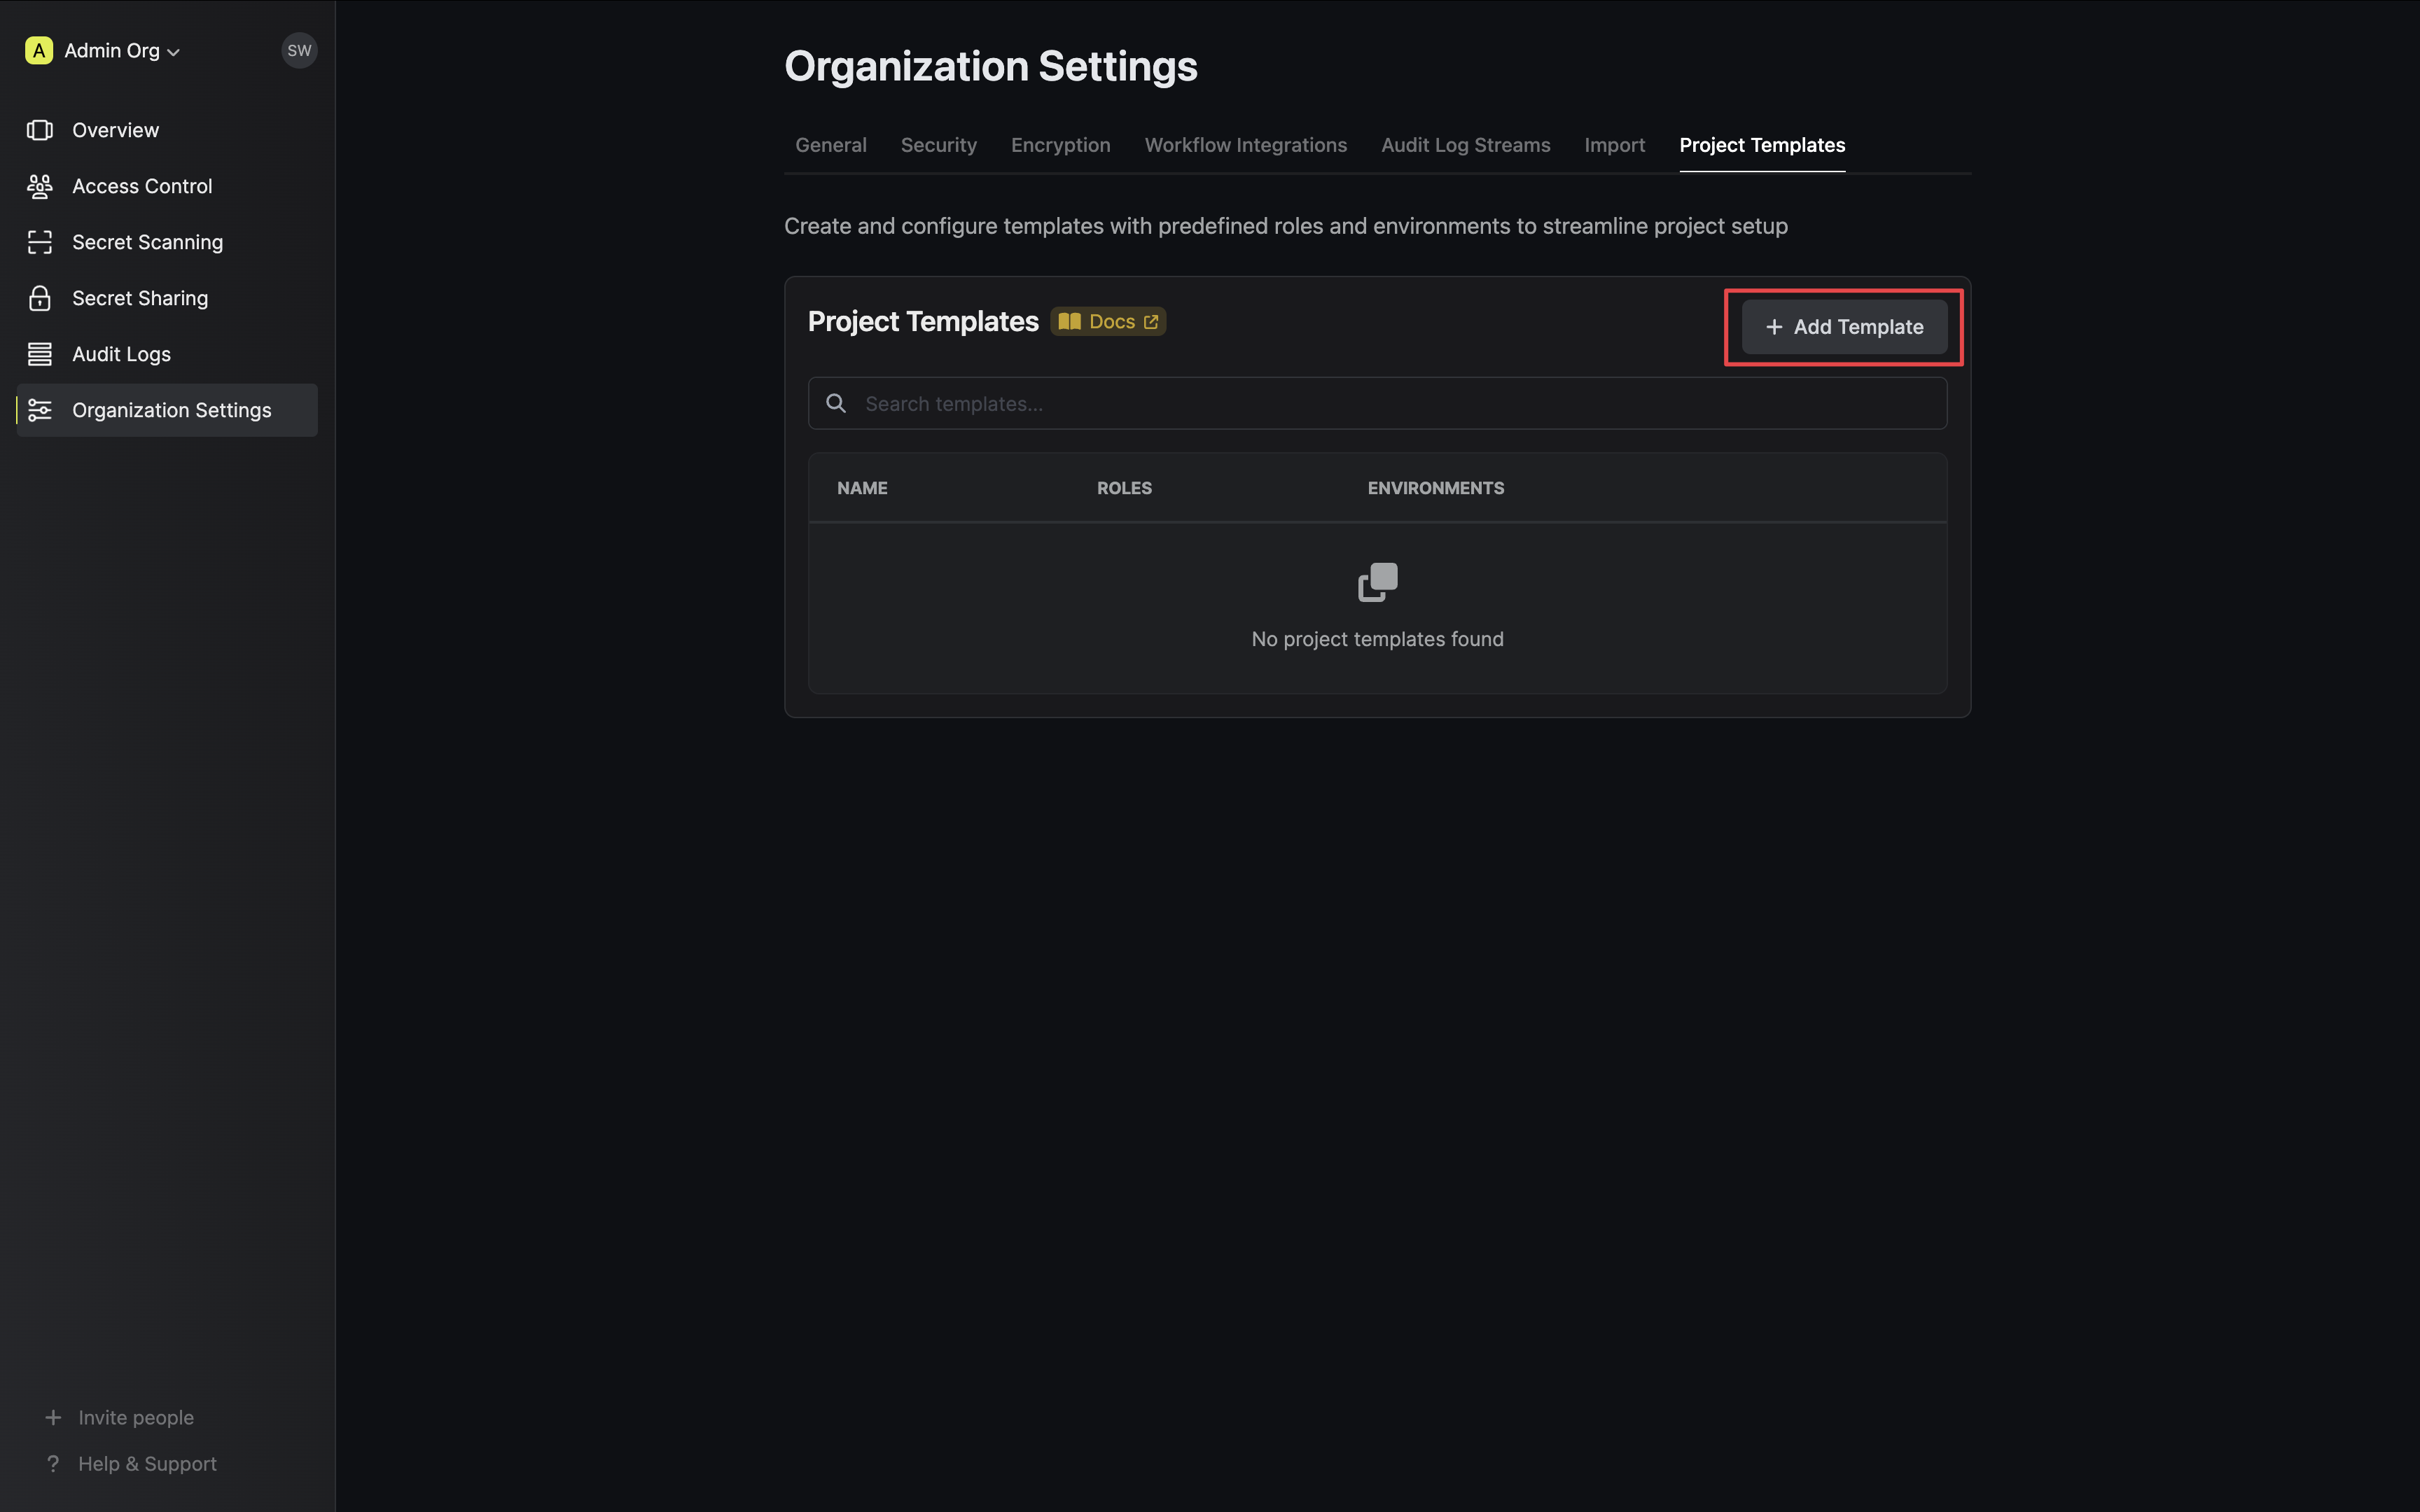 A Admin Org
SW
Overview
Access Control
Secret Scanning
Secret Sharing
Audit Logs
Organization Settings
Invite people
? Help & Support
Organization Settings
General Security Encryption Workflow Integrations Audit Log Streams Import Project Templates
Create and configure templates with predefined roles and environments to streamline project setup
Project Templates Docs
+ Add Template
Search templates...
NAME ROLES ENVIRONMENTS
No project templates found